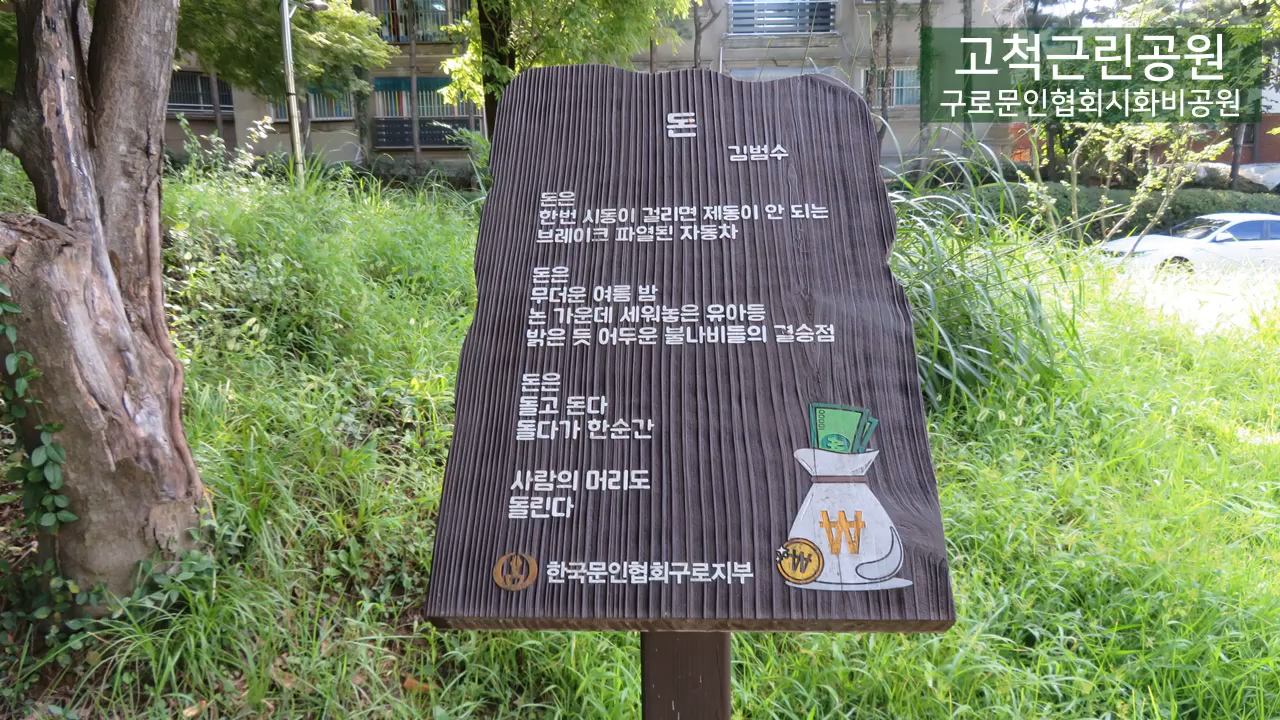 고척근린공원
구로문인협회시화비공원
돈
김범수
돈은
한번 시동이 걸리면 제동이 안 되는
브레이크 파열된 자동차
돈은
무더운 여름 밤
논 가운데 세워놓은 유아등
밝은 듯 어두운 불나비들의 결승점
돈은
돌고 돈다
돌다가 한순간
사람의 머리도
돌린다
한국문인협회구로지부
₩
₩